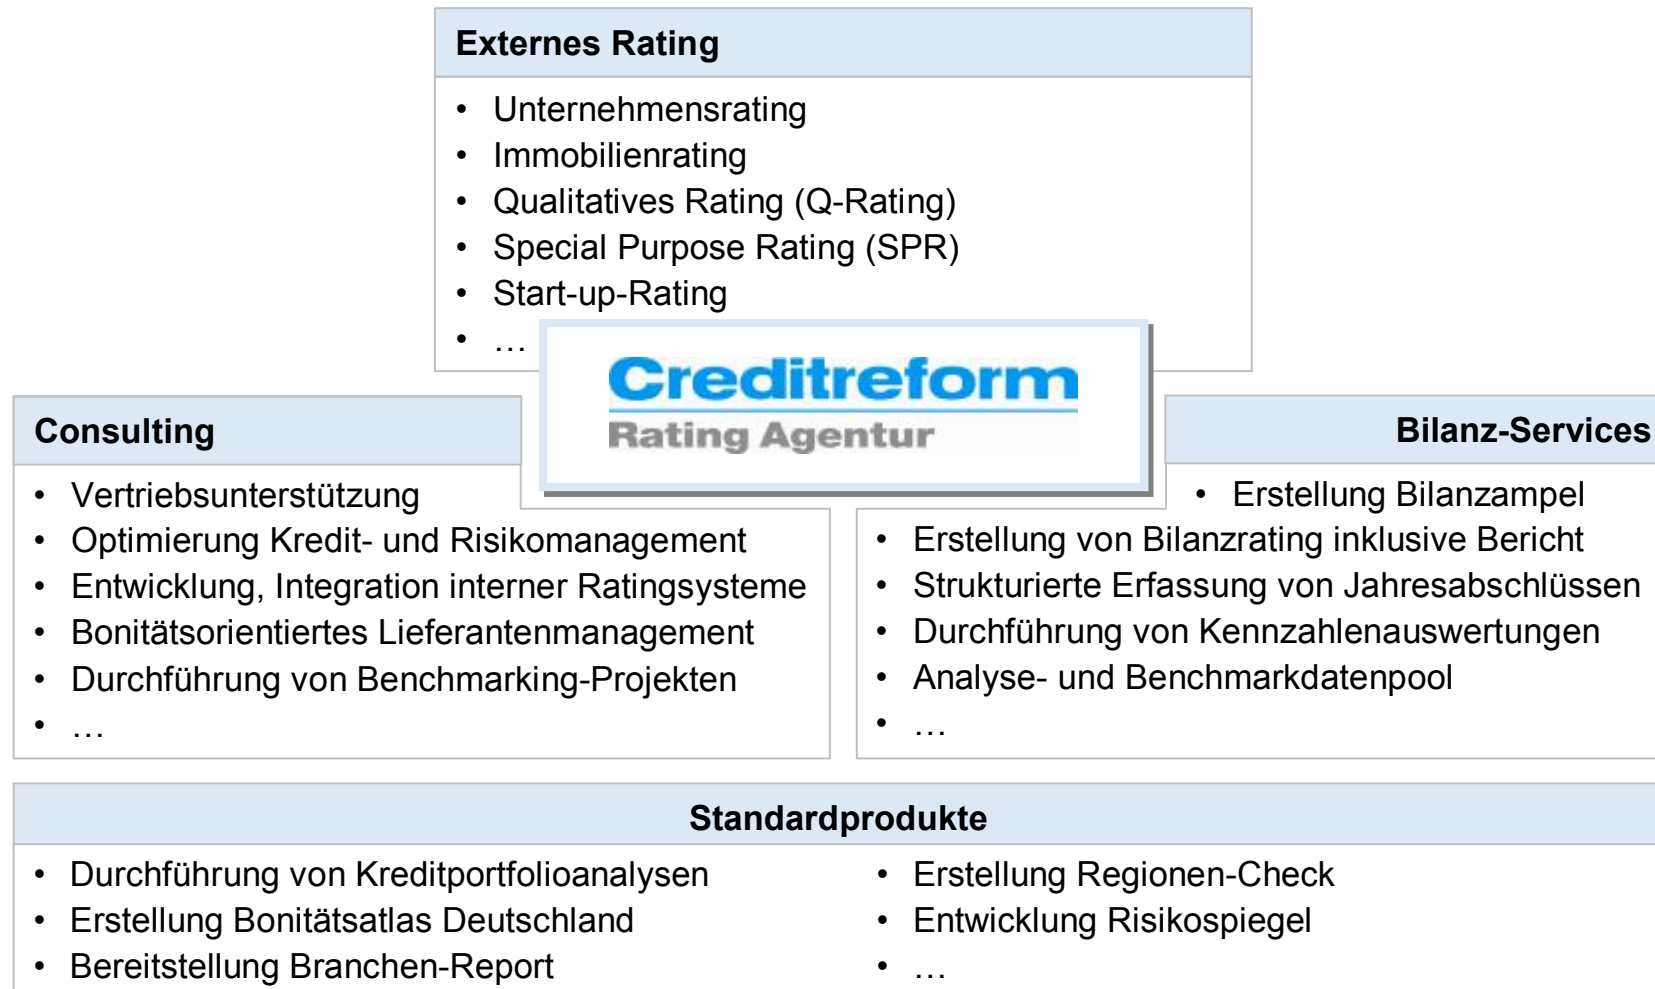 Externes Rating
• Unternehmensrating
• Immobilienrating
• Qualitatives Rating (Q-Rating)
• Special Purpose Rating (SPR)
• Start-up-Rating
• …
Creditreform
Rating Agentur
Consulting
• Vertriebsunterstützung
• Optimierung Kredit- und Risikomanagement
• Entwicklung, Integration interner Ratingsysteme
• Bonitätsorientiertes Lieferantenmanagement
• Durchführung von Benchmarking-Projekten
• …
Bilanz-Services
• Erstellung Bilanzampel
• Erstellung von Bilanzrating inklusive Bericht
• Strukturierte Erfassung von Jahresabschlüssen
• Durchführung von Kennzahlenauswertungen
• Analyse- und Benchmarkdatenpool
• …
Standardprodukte
• Durchführung von Kreditportfolioanalysen
• Erstellung Bonitätsatlas Deutschland
• Bereitstellung Branchen-Report
• Erstellung Regionen-Check
• Entwicklung Risikospiegel
• …